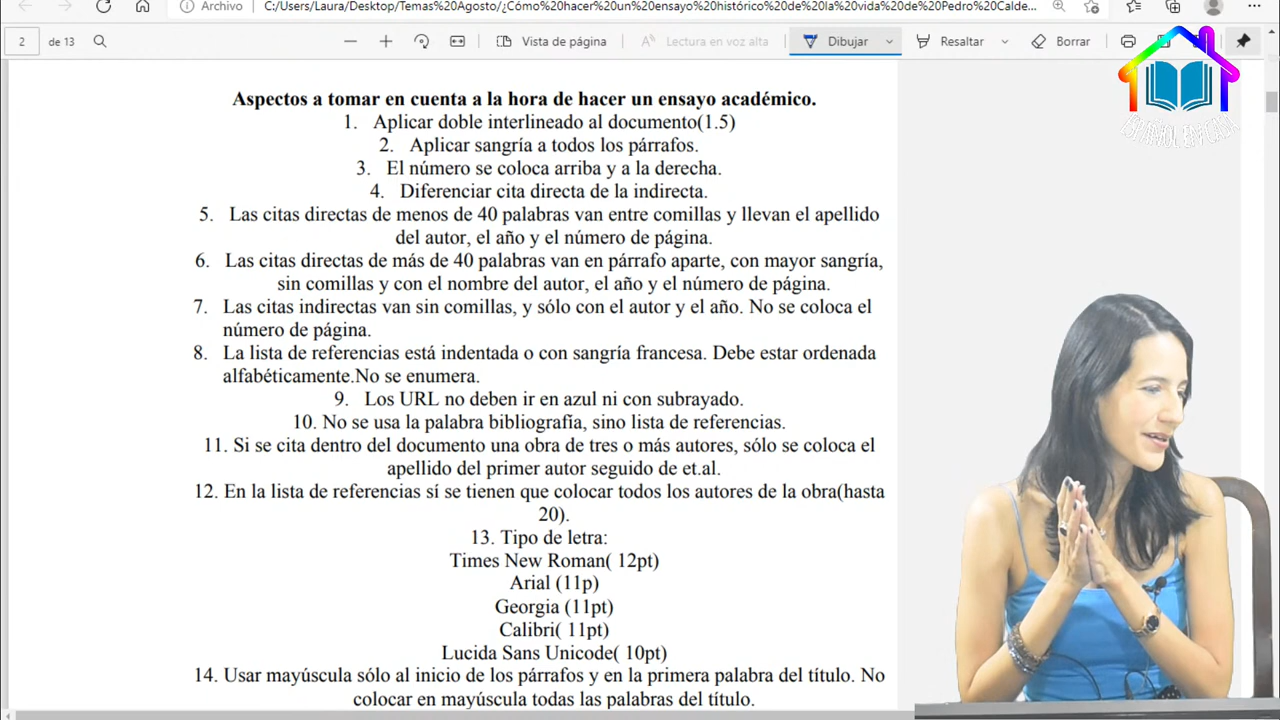 Archivo C:/Users/Laura/Desktop/Temas%20Agosto/¿Cómo%20hacer%20un%20ensayo%20histórico%20de%20la%20vida%20de%20Pedro%20Calde...
2 de 13 Vista de página Lectura en voz alta Dibujar Resaltar Borrar
Aspectos a tomar en cuenta a la hora de hacer un ensayo académico.
1. Aplicar doble interlineado al documento(1.5)
2. Aplicar sangría a todos los párrafos.
3. El número se coloca arriba y a la derecha.
4. Diferenciar cita directa de la indirecta.
5. Las citas directas de menos de 40 palabras van entre comillas y llevan el apellido
del autor, el año y el número de página.
6. Las citas directas de más de 40 palabras van en párrafo aparte, con mayor sangría,
sin comillas y con el nombre del autor, el año y el número de página.
7. Las citas indirectas van sin comillas, y sólo con el autor y el año. No se coloca el
número de página.
8. La lista de referencias está indentada o con sangría francesa. Debe estar ordenada
alfabéticamente.No se enumera.
9. Los URL no deben ir en azul ni con subrayado.
10. No se usa la palabra bibliografía, sino lista de referencias.
11. Si se cita dentro del documento una obra de tres o más autores, sólo se coloca el
apellido del primer autor seguido de et.al.
12. En la lista de referencias sí se tienen que colocar todos los autores de la obra(hasta
20).
13. Tipo de letra:
Times New Roman( 12pt)
Arial (11p)
Georgia (11pt)
Calibri( 11pt)
Lucida Sans Unicode( 10pt)
14. Usar mayúscula sólo al inicio de los párrafos y en la primera palabra del título. No
colocar en mayúscula todas las palabras del título.
ESPAÑOL EN CASA